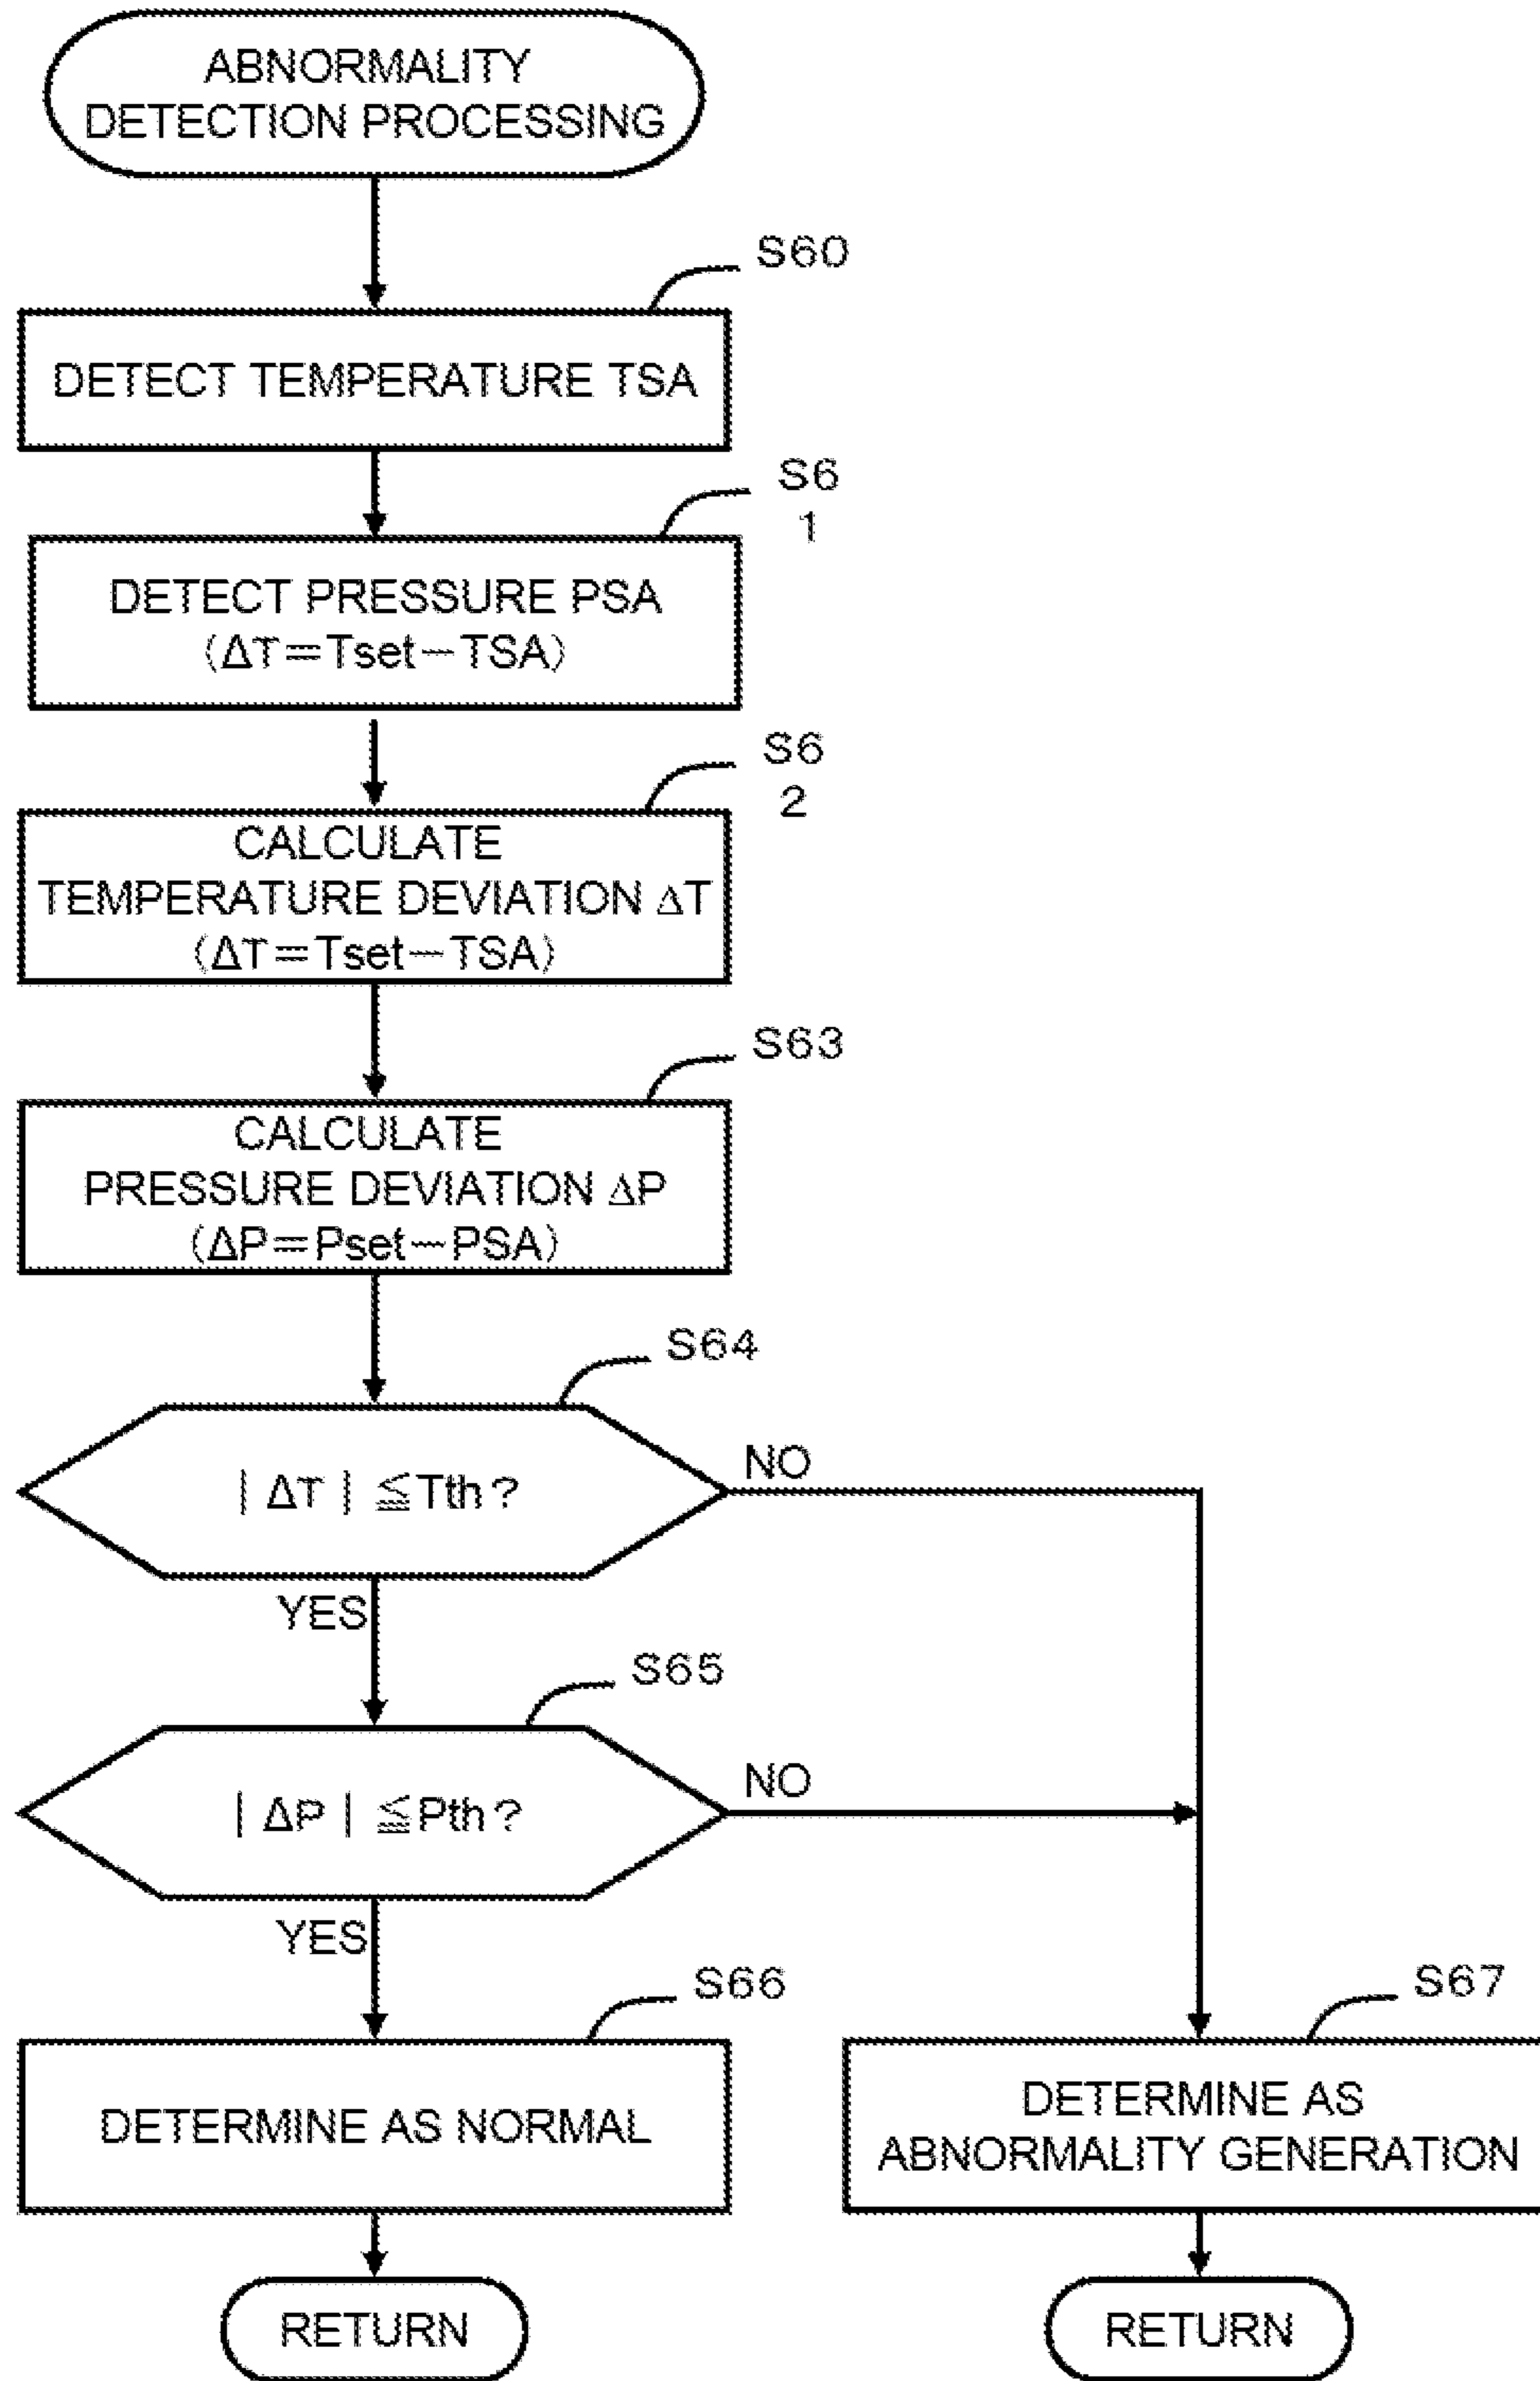 ABNORMALITY
DETECTION PROCESSING
S60
DETECT TEMPERATURE TSA
S6
1
DETECT PRESSURE PSA
(ΔT=Tset−TSA)
S6
2
CALCULATE
TEMPERATURE DEVIATION ΔT
(ΔT=Tset−TSA)
S63
CALCULATE
PRESSURE DEVIATION ΔP
(ΔP=Pset−PSA)
S64
| ΔT | ≦Tth?
NO
YES
S65
| ΔP | ≦Pth?
NO
YES
S66
DETERMINE AS NORMAL
S67
DETERMINE AS
ABNORMALITY GENERATION
RETURN
RETURN